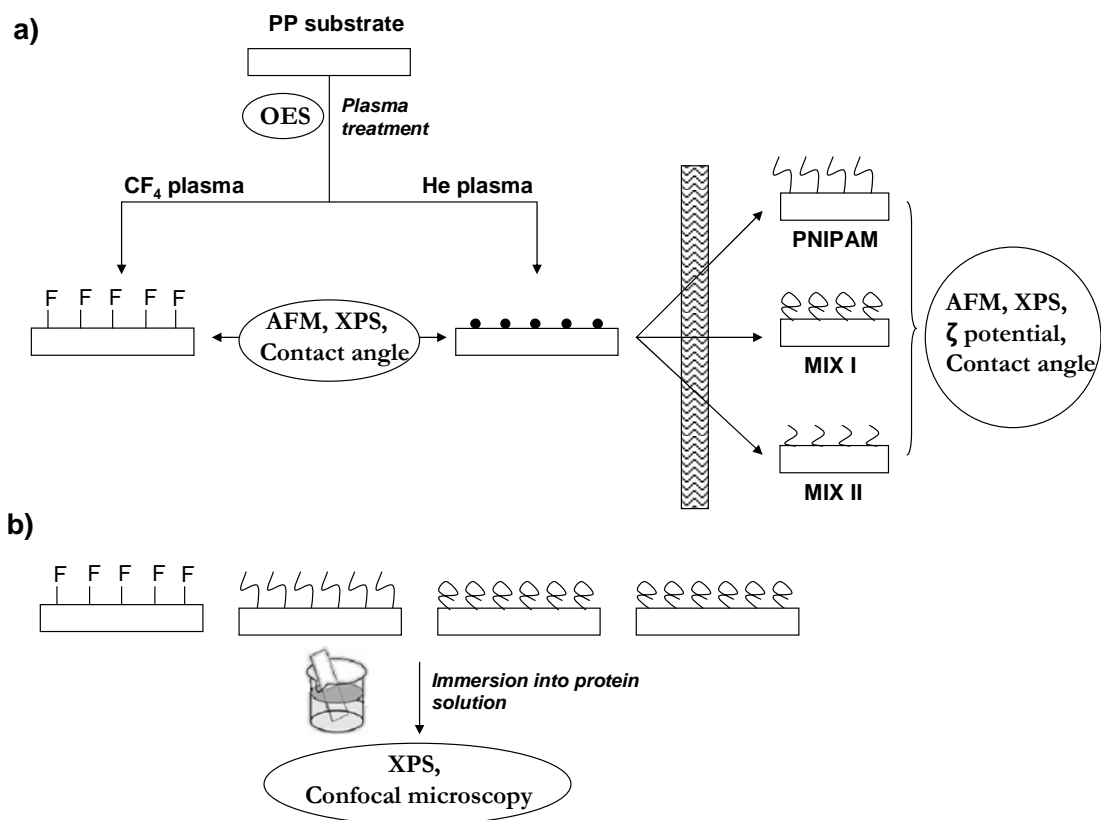 a)
PP substrate
OES
Plasma
treatment
CF₄ plasma
He plasma
F F F F F
AFM, XPS,
Contact angle
PNIPAM
MIX I
MIX II
AFM, XPS,
ζ potential,
Contact angle
b)
F F F F F
Immersion into protein
solution
XPS,
Confocal microscopy